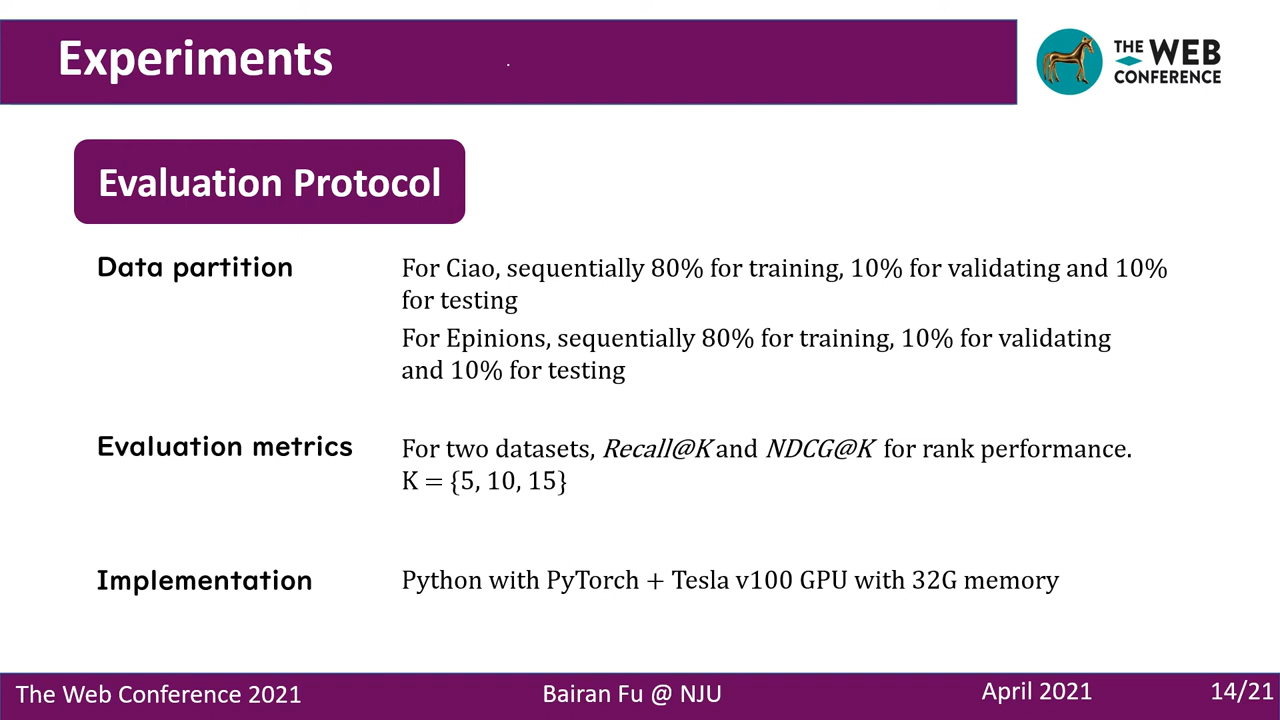 Experiments
THE WEB
CONFERENCE
Evaluation Protocol
Data partition
For Ciao, sequentially 80% for training, 10% for validating and 10%
for testing
For Epinions, sequentially 80% for training, 10% for validating
and 10% for testing
Evaluation metrics
For two datasets, Recall@K and NDCG@K for rank performance.
K = {5, 10, 15}
Implementation
Python with PyTorch + Tesla v100 GPU with 32G memory
The Web Conference 2021
Bairan Fu @ NJU
April 2021
14/21